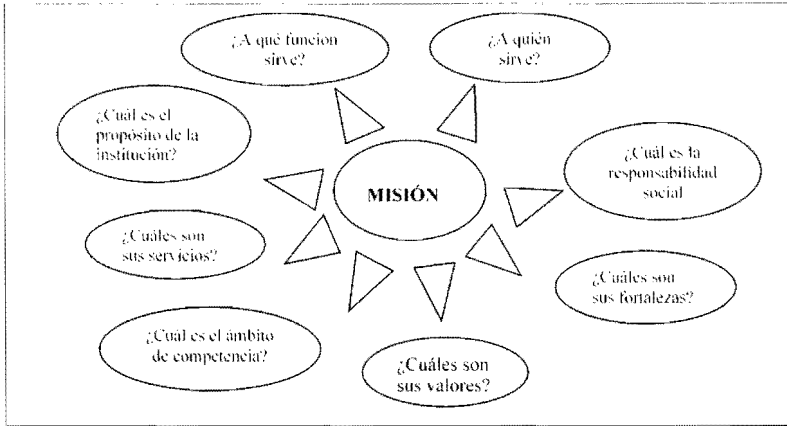 ¿A qué funcion
sirve?
¿A quién
sirve?
¿Cuál es el
propósito de la
institución?
¿Cuál es la
responsabilidad
social
MISIÓN
¿Cuáles son
sus servicios?
¿Cuáles son
sus fortalezas?
¿Cuál es el ámbito
de competencia?
¿Cuáles son
sus valores?